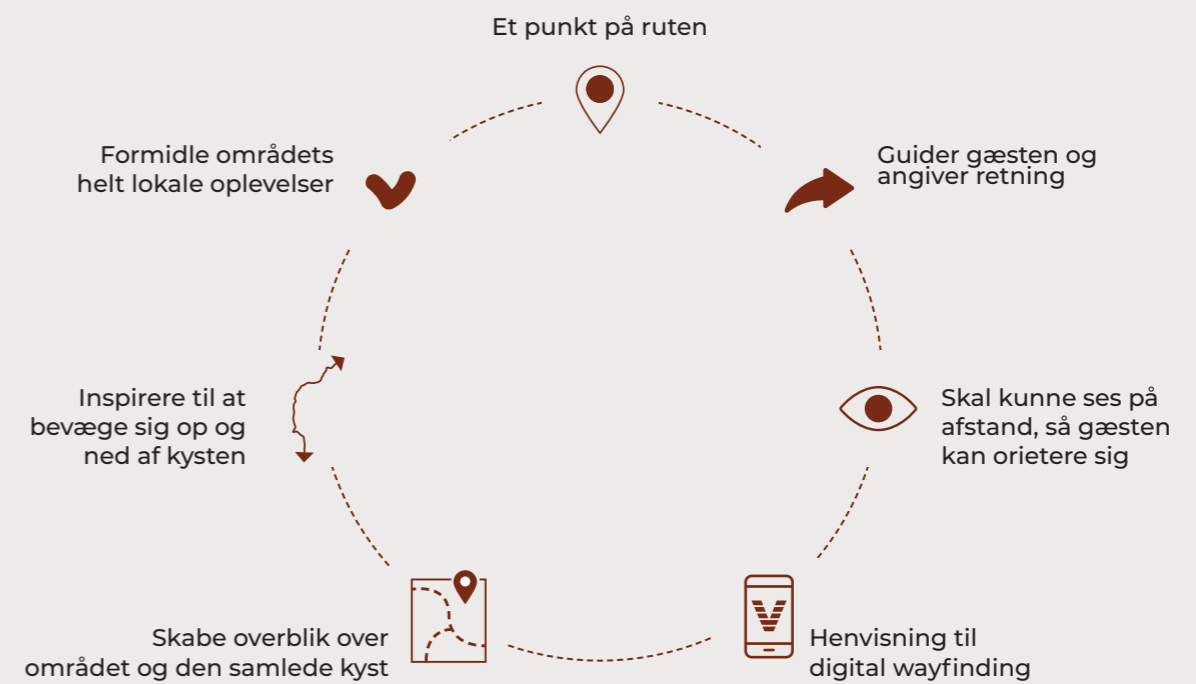 Et punkt på ruten
Guider gæsten og
angiver retning
Skal kunne ses på
afstand, så gæsten
kan orietere sig
Henvisning til
digital wayfinding
Skabe overblik over
området og den samlede kyst
Inspirere til at
bevæge sig op og
ned af kysten
Formidle områdets
helt lokale oplevelser